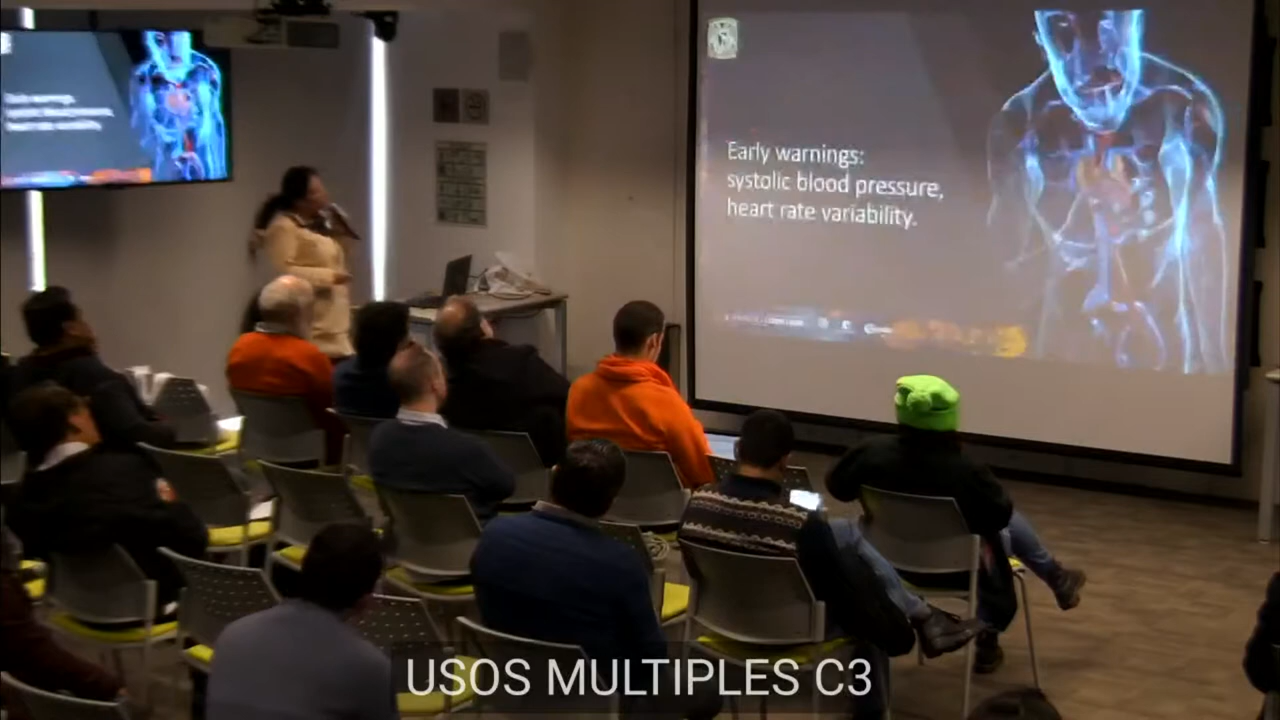 Early warnings:
systolic blood pressure,
heart rate variability.
USOS MULTIPLES C3